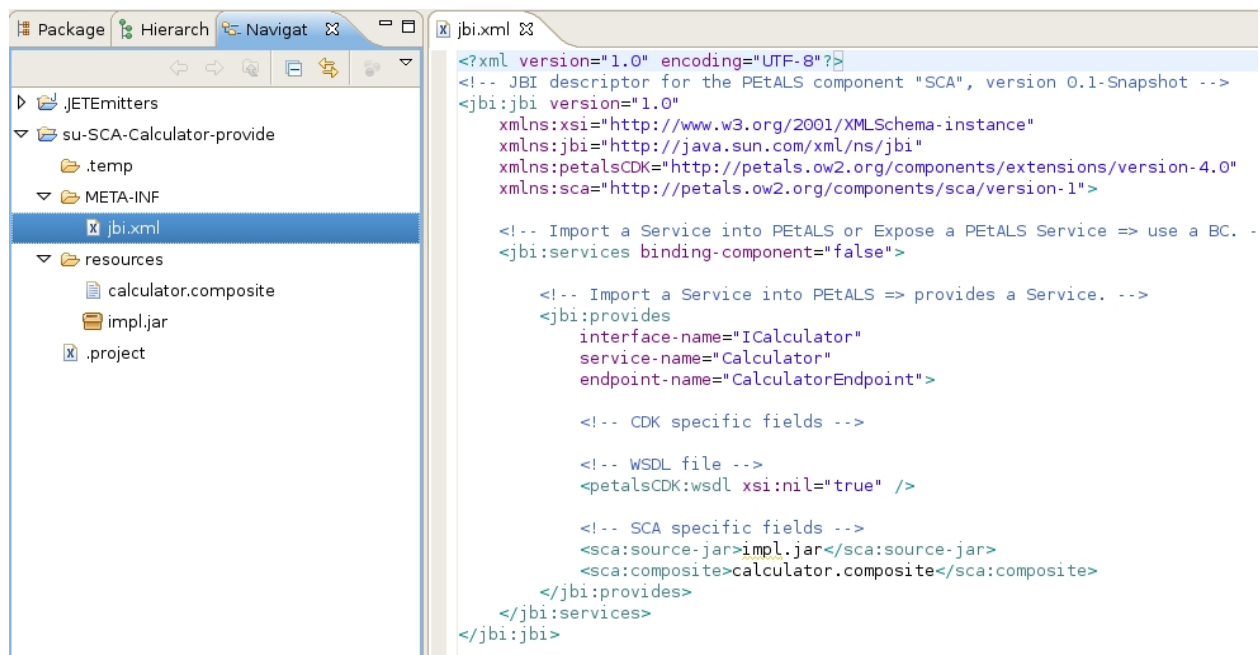 Package
Hierarch
Navigat
.JETEmitters
su-SCA-Calculator-provide
.temp
META-INF
jbi.xml
resources
calculator.composite
impl.jar
.project
jbi.xml
<?xml version="1.0" encoding="UTF-8"?>
<!-- JBI descriptor for the PEtALS component "SCA", version 0.1-Snapshot -->
<jbi:jbi version="1.0"
xmlns:xsi="http://www.w3.org/2001/XMLSchema-instance"
xmlns:jbi="http://java.sun.com/xml/ns/jbi"
xmlns:petalsCDK="http://petals.ow2.org/components/extensions/version-4.0"
xmlns:sca="http://petals.ow2.org/components/sca/version-1">
<!-- Import a Service into PEtALS or Expose a PEtALS Service => use a BC. -
<jbi:services binding-component="false">
<!-- Import a Service into PEtALS => provides a Service. -->
<jbi:provides
interface-name="ICalculator"
service-name="Calculator"
endpoint-name="CalculatorEndpoint">
<!-- CDK specific fields -->
<!-- WSDL file -->
<petalsCDK:wsdl xsi:nil="true" />
<!-- SCA specific fields -->
<sca:source-jar>impl.jar</sca:source-jar>
<sca:composite>calculator.composite</sca:composite>
</jbi:provides>
</jbi:services>
</jbi:jbi>